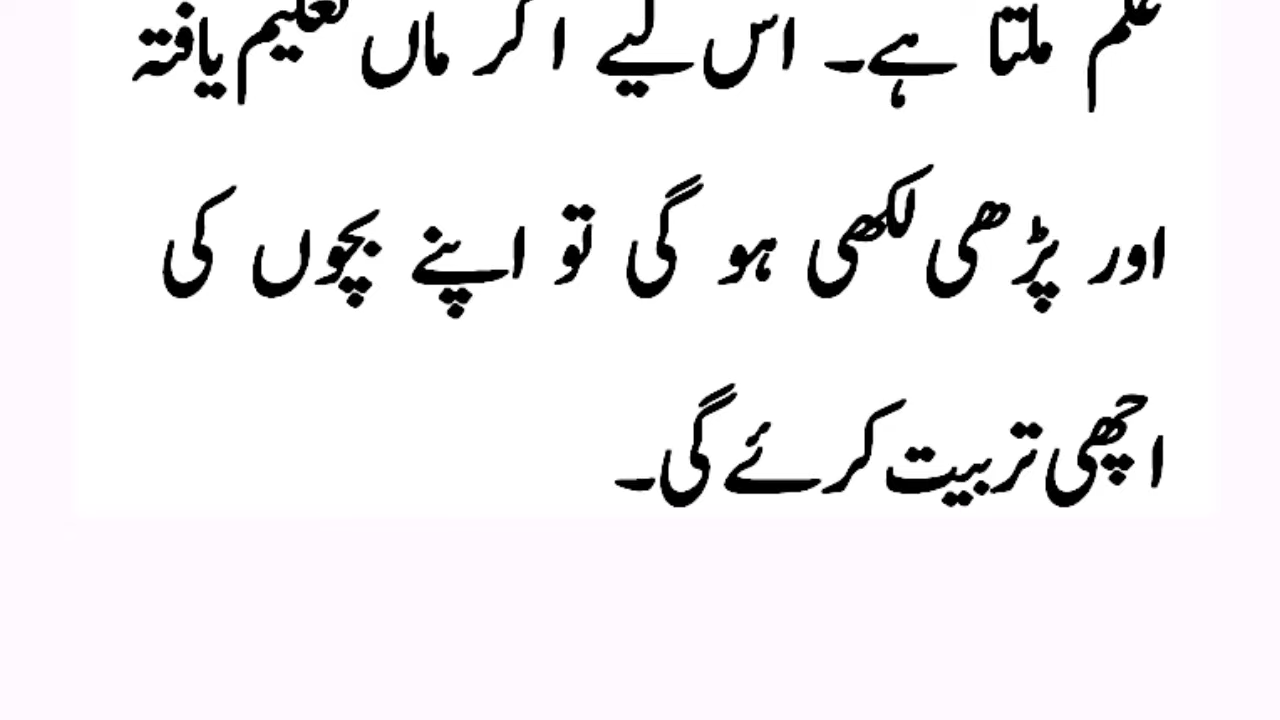 علم ملتا ہے۔ اس لیے اگر ماں تعلیم یافتہ
اور پڑھی لکھی ہو گی تو اپنے بچوں کی
اچھی تربیت کرئے گی۔